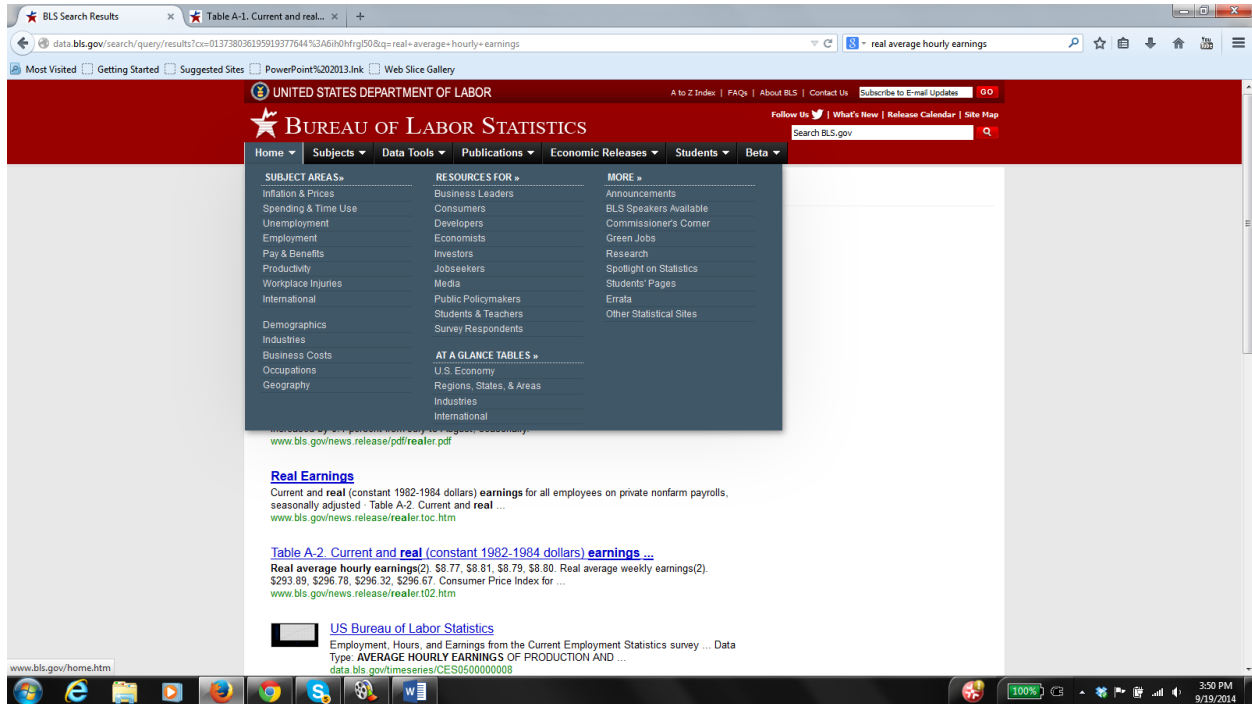 BLS Search Results
Table A-1. Current and real...
data.bls.gov/search/query/results?cx=013738036195919377644%3A6ih0hfrgl50&q=real+average+hourly+earnings
real average hourly earnings
Most Visited Getting Started Suggested Sites PowerPoint%202013.lnk Web Slice Gallery
UNITED STATES DEPARTMENT OF LABOR
A to Z Index | FAQs | About BLS | Contact Us Subscribe to E-mail Updates GO
Follow Us | What's New | Release Calendar | Site Map
BUREAU OF LABOR STATISTICS
Search BLS.gov
Home Subjects Data Tools Publications Economic Releases Students Beta
SUBJECT AREAS»
Inflation & Prices
Spending & Time Use
Unemployment
Employment
Pay & Benefits
Productivity
Workplace Injuries
International
Demographics
Industries
Business Costs
Occupations
Geography
RESOURCES FOR »
Business Leaders
Consumers
Developers
Economists
Investors
Jobseekers
Media
Public Policymakers
Students & Teachers
Survey Respondents
AT A GLANCE TABLES »
U.S. Economy
Regions, States, & Areas
Industries
International
MORE »
Announcements
BLS Speakers Available
Commissioner's Corner
Green Jobs
Research
Spotlight on Statistics
Students' Pages
Errata
Other Statistical Sites
www.bls.gov/news.release/pdf/realer.pdf
Real Earnings
Current and real (constant 1982-1984 dollars) earnings for all employees on private nonfarm payrolls,
seasonally adjusted · Table A-2. Current and real ...
www.bls.gov/news.release/realer.toc.htm
Table A-2. Current and real (constant 1982-1984 dollars) earnings ...
Real average hourly earnings(2). $8.77, $8.81, $8.79, $8.80. Real average weekly earnings(2).
$293.89, $296.78, $296.32, $296.67. Consumer Price Index for ...
www.bls.gov/news.release/realer.t02.htm
US Bureau of Labor Statistics
Employment, Hours, and Earnings from the Current Employment Statistics survey ... Data
Type: AVERAGE HOURLY EARNINGS OF PRODUCTION AND ...
data.bls.gov/timeseries/CES0500000008
www.bls.gov/home.htm
100%
3:50 PM
9/19/2014